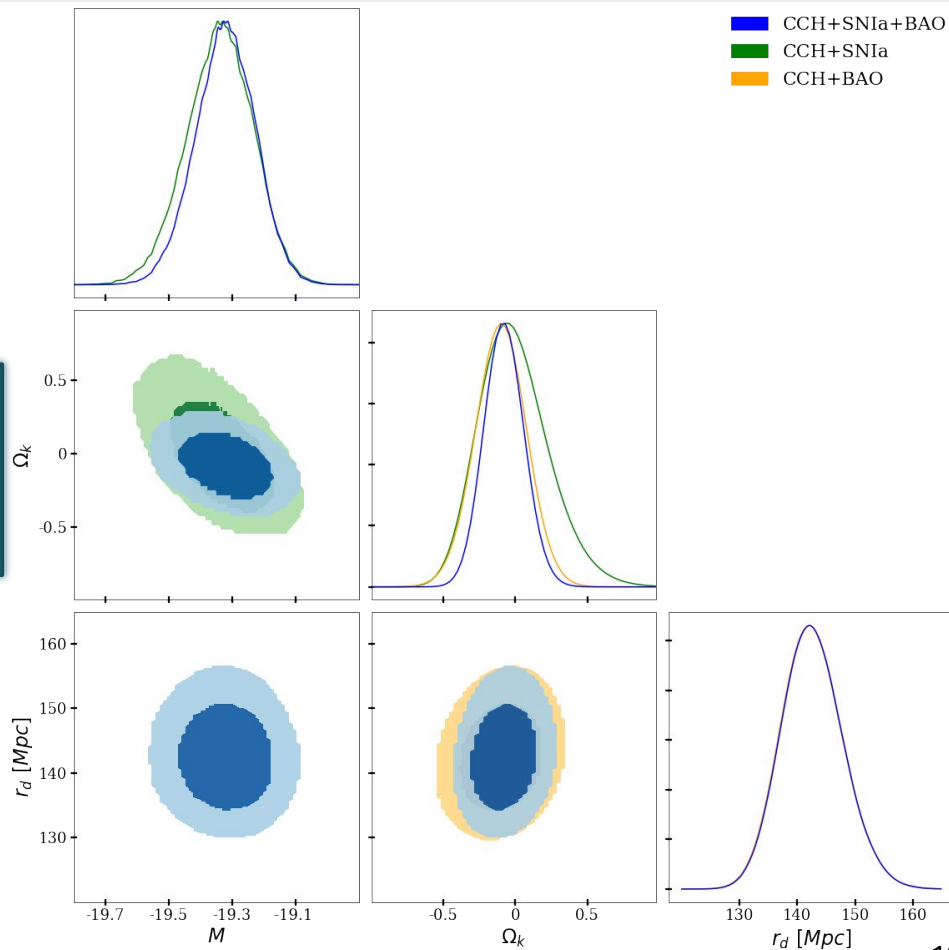 CCH+SNIa+BAO
CCH+SNIa
CCH+BAO
0.5
0
-0.5
Ωk
160
150
140
130
rd [Mpc]
-19.7 -19.5 -19.3 -19.1
M
-0.5 0 0.5
Ωk
130 140 150 160
rd [Mpc]